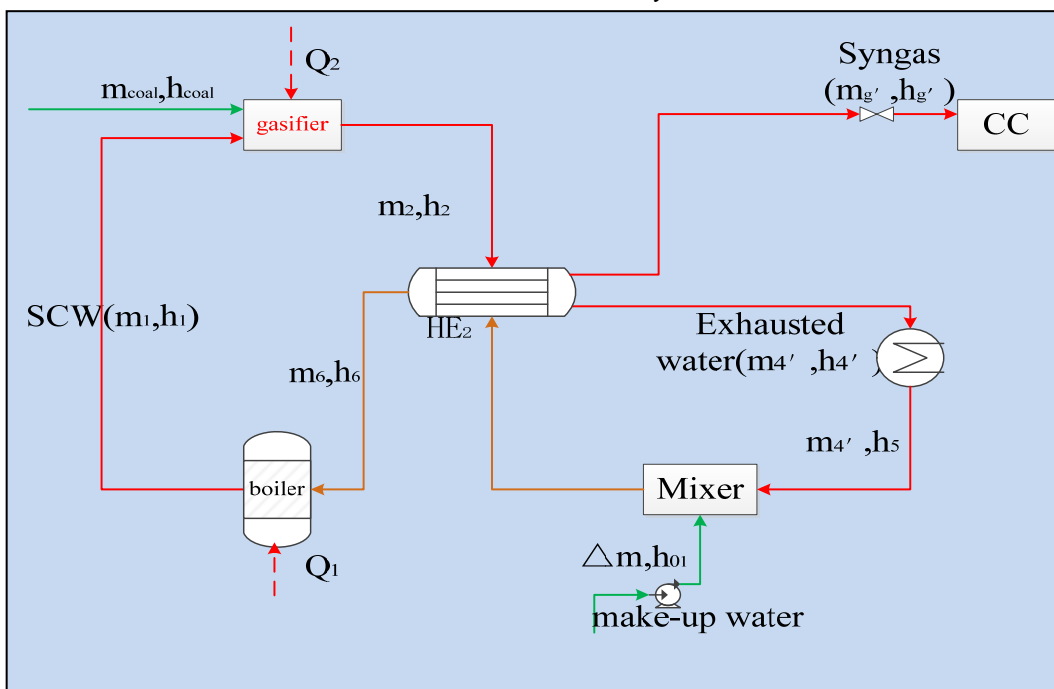 Q₂
Syngas
(mg′ ,hg′ )
mcoal,hcoal
gasifier
CC
m₂,h₂
SCW(m₁,h₁)
HE₂
Exhausted
water(m₄′ ,h₄′ )
m₆,h₆
m₄′ ,h₅
boiler
Mixer
Q₁
△m,h₀₁
make-up water